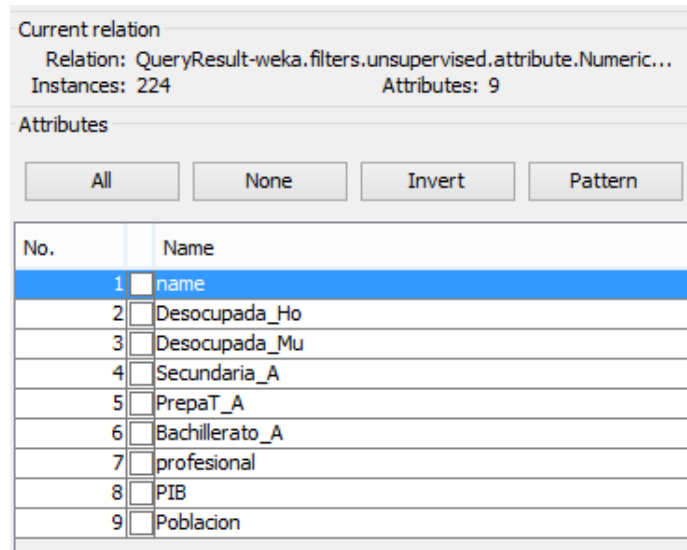 Current relation
Relation: QueryResult-weka.filters.unsupervised.attribute.Numeric...
Instances: 224 Attributes: 9
Attributes
All None Invert Pattern
No. Name
1 name
2 Desocupada_Ho
3 Desocupada_Mu
4 Secundaria_A
5 PrepaT_A
6 Bachillerato_A
7 profesional
8 PIB
9 Poblacion